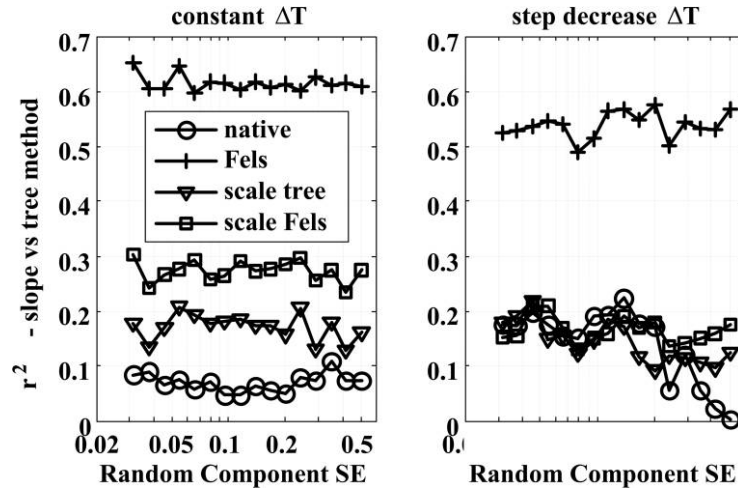 constant ΔT
step decrease ΔT
r² - slope vs tree method
0.7
0.6
0.5
0.4
0.3
0.2
0.1
0
native
Fels
scale tree
scale Fels
0.02 0.05 0.1 0.2 0.5
Random Component SE
0.7
0.6
0.5
0.4
0.3
0.2
0.1
0
Random Component SE